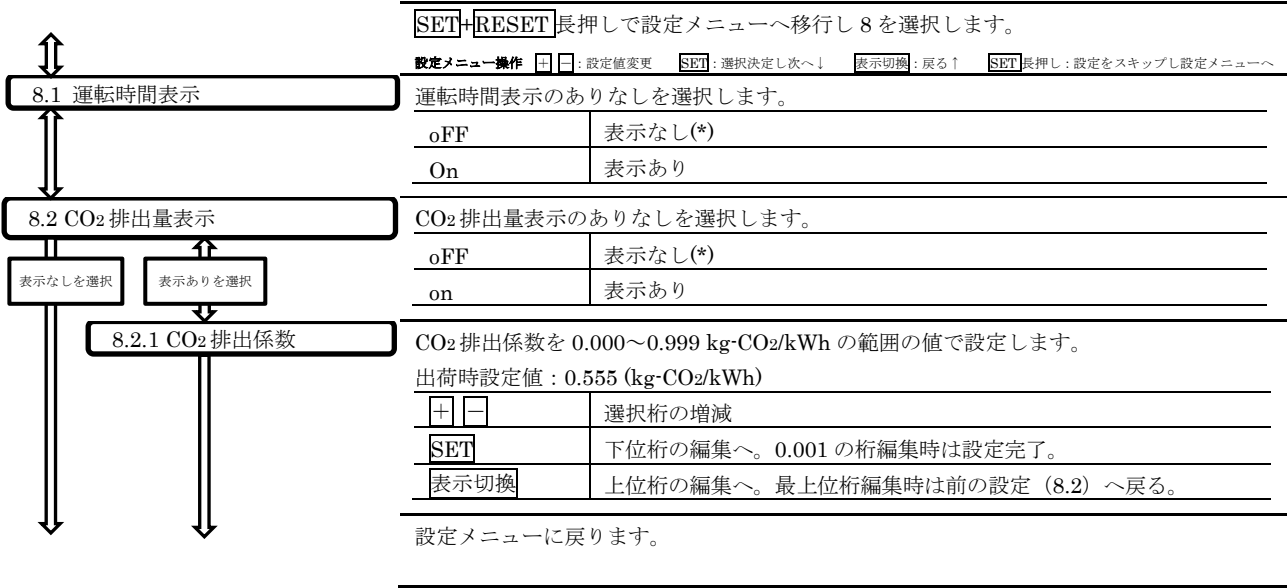 SET+RESET 長押しで設定メニューへ移行し 8 を選択します。
設定メニュー操作 ＋ － : 設定値変更 SET : 選択決定し次へ↓ 表示切換 : 戻る↑ SET 長押し : 設定をスキップし設定メニューへ
8.1 運転時間表示
運転時間表示のありなしを選択します。
oFF 表示なし(*)
On 表示あり
8.2 CO2 排出量表示
CO2 排出量表示のありなしを選択します。
oFF 表示なし(*)
on 表示あり
表示なしを選択
表示ありを選択
8.2.1 CO2 排出係数
CO2 排出係数を 0.000～0.999 kg-CO2/kWh の範囲の値で設定します。
出荷時設定値：0.555 (kg-CO2/kWh)
＋ － 選択桁の増減
SET 下位桁の編集へ。0.001 の桁編集時は設定完了。
表示切換 上位桁の編集へ。最上位桁編集時は前の設定（8.2）へ戻る。
設定メニューに戻ります。